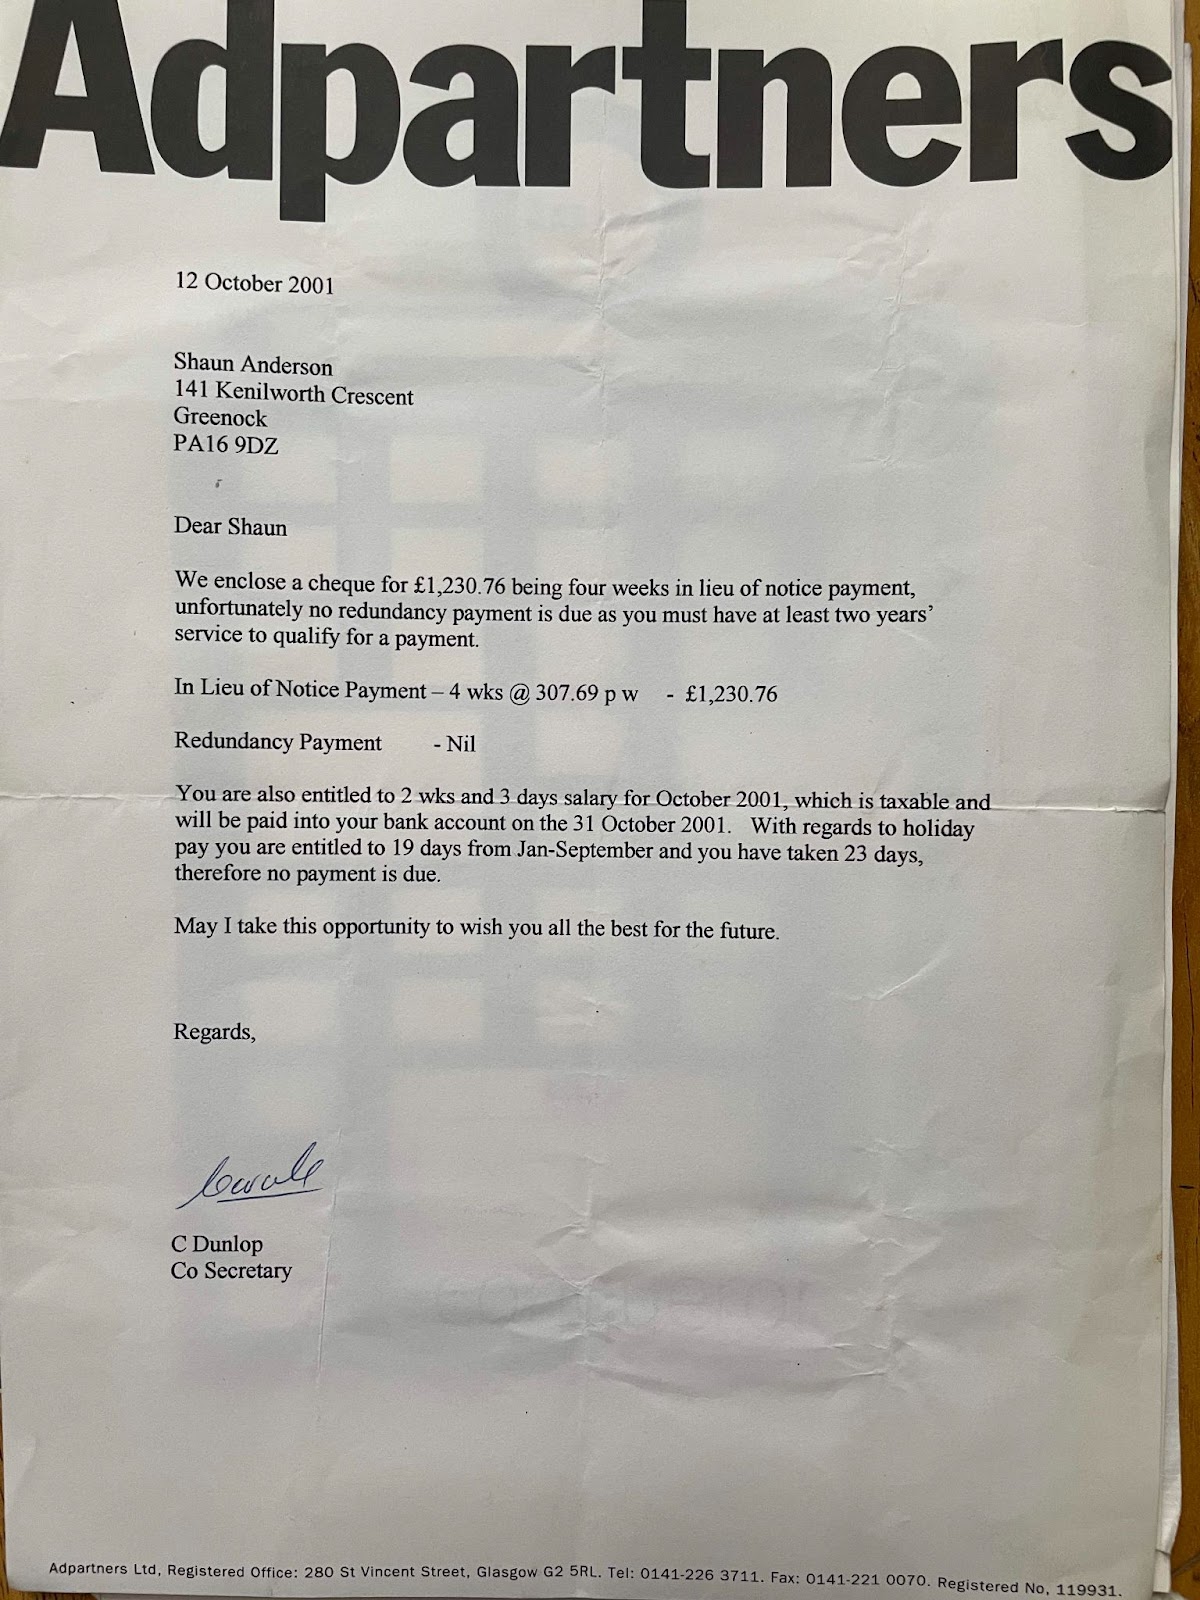 Adpartners
12 October 2001
Shaun Anderson
141 Kenilworth Crescent
Greenock
PA16 9DZ
Dear Shaun
We enclose a cheque for £1,230.76 being four weeks in lieu of notice payment,
unfortunately no redundancy payment is due as you must have at least two years’
service to qualify for a payment.
In Lieu of Notice Payment – 4 wks @ 307.69 p w - £1,230.76
Redundancy Payment - Nil
You are also entitled to 2 wks and 3 days salary for October 2001, which is taxable and
will be paid into your bank account on the 31 October 2001. With regards to holiday
pay you are entitled to 19 days from Jan-September and you have taken 23 days,
therefore no payment is due.
May I take this opportunity to wish you all the best for the future.
Regards,
C Dunlop
Co Secretary
Adpartners Ltd, Registered Office: 280 St Vincent Street, Glasgow G2 5RL. Tel: 0141-226 3711. Fax: 0141-221 0070. Registered No. 119931.